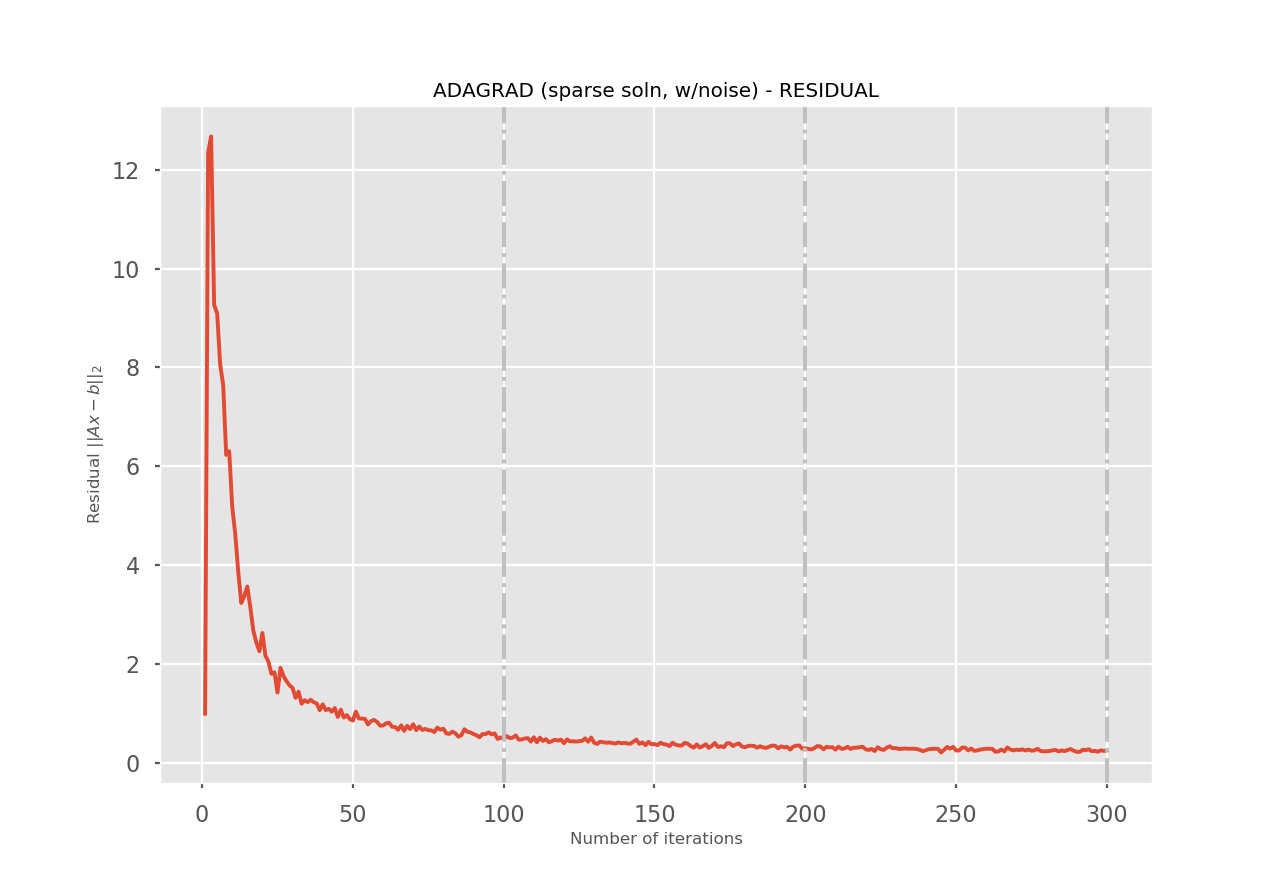 ADAGRAD (sparse soln, w/noise) - RESIDUAL
Residual ||Ax − b||₂
12
10
8
6
4
2
0
0 50 100 150 200 250 300
Number of iterations